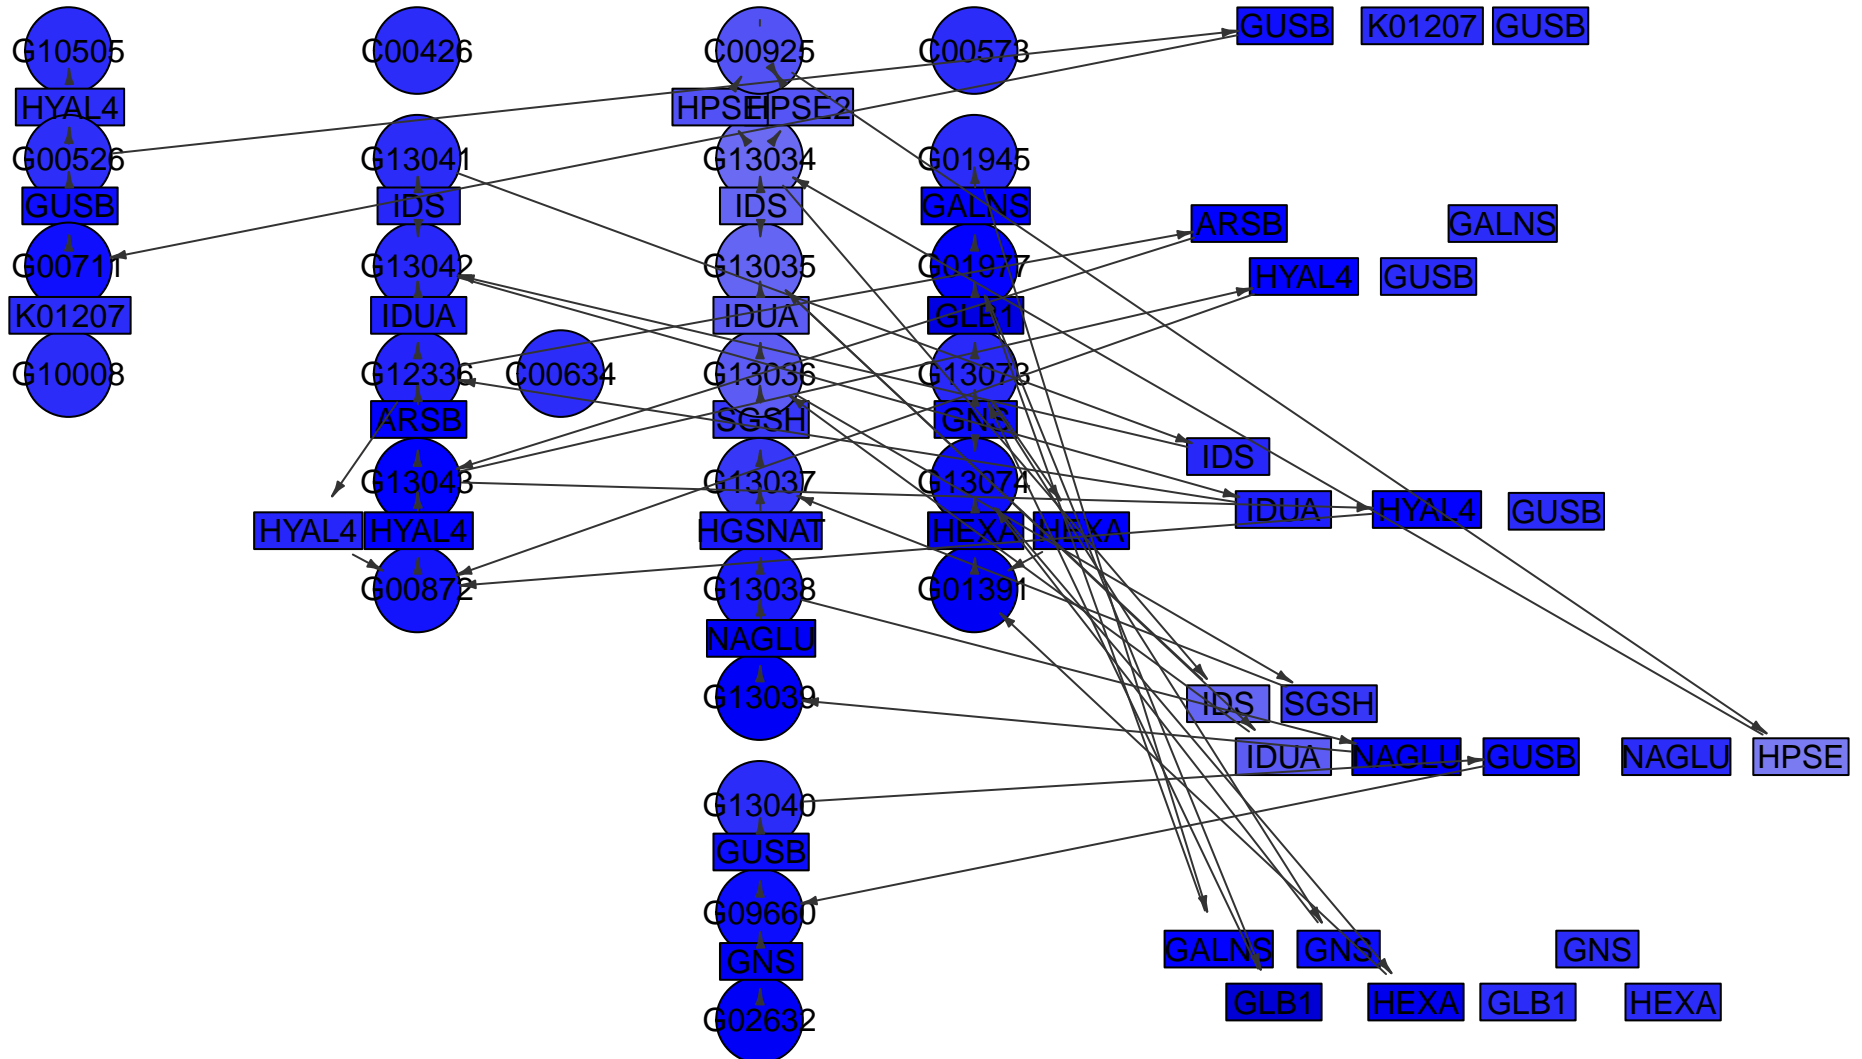 GUSB K01207 GUSB
G10505 C00426 C00925 C00573
HYAL4 HPSE HPSE2
G00526 G13041 G13034 G01945
GUSB IDS IDS GALNS
ARSB GALNS
G00711 G13042 G13035 G01977
HYAL4 GUSB
K01207 IDUA IDUA GLB1
G10008 G12336 C00634 G13036 G13073
ARSB SGSH GNS
IDS
G13043 G13037 G13074
IDUA HYAL4 GUSB
HYAL4 HYAL4 HGSNAT HEXA HEXA
G00872 G13038 G01391
NAGLU
G13039
IDS SGSH
IDUA NAGLU GUSB NAGLU HPSE
G13040
GUSB
G09660
GALNS GNS GNS
GNS
GLB1 HEXA GLB1 HEXA
G02632